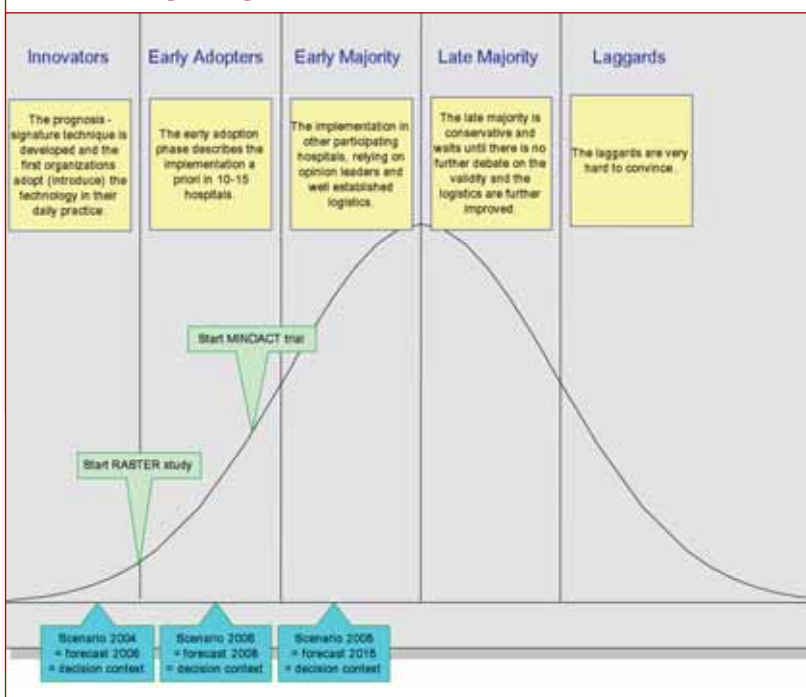 Innovators
Early Adopters
Early Majority
Late Majority
Laggards
The prognosis -
signature technique is
developed and the
first organizations
adopt (introduce) the
technology in their
daily practice.
The early adoption
phase describes the
implementation a
priori in 10-15
hospitals.
The implementation in
other participating
hospitals, relying on
opinion leaders and
well established
logistics.
The late majority is
conservative and
waits until there is no
further debate on the
validity and the
logistics are further
improved.
The laggards are very
hard to convince.
Start MINDACT trial
Start RASTER study
Scenario 2004
= forecast 2006
= decision context
Scenario 2006
= forecast 2008
= decision context
Scenario
= forecast
= decision context